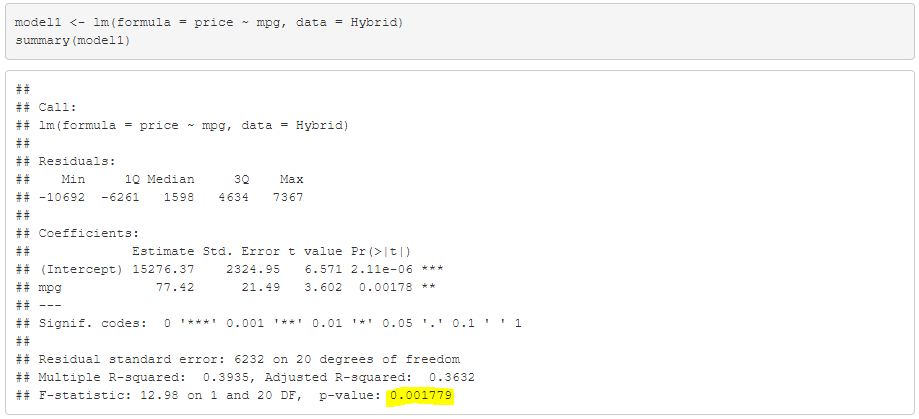 model1 <- lm(formula = price ~ mpg, data = Hybrid)
summary(model1)
##
## Call:
## lm(formula = price ~ mpg, data = Hybrid)
##
## Residuals:
##    Min     1Q Median     3Q    Max
## -10692  -6261   1598   4634   7367
##
## Coefficients:
##             Estimate Std. Error t value Pr(>|t|)
## (Intercept) 15276.37    2324.95   6.571 2.11e-06 ***
## mpg            77.42      21.49   3.602  0.00178 **
## ---
## Signif. codes:  0 '***' 0.001 '**' 0.01 '*' 0.05 '.' 0.1 ' ' 1
##
## Residual standard error: 6232 on 20 degrees of freedom
## Multiple R-squared:  0.3935, Adjusted R-squared:  0.3632
## F-statistic: 12.98 on 1 and 20 DF,  p-value: 0.001779